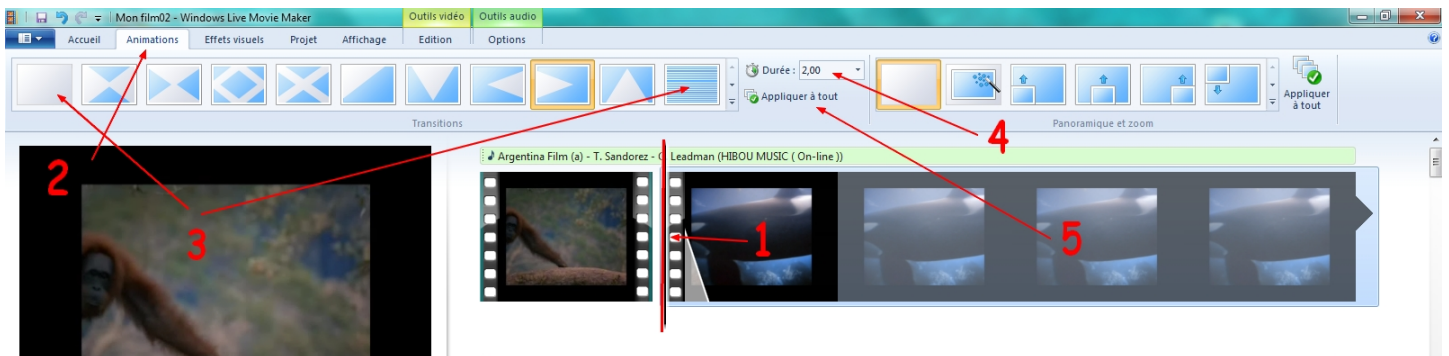 Mon film02 - Windows Live Movie Maker
Outils vidéo
Outils audio
Accueil
Animations
Effets visuels
Projet
Affichage
Edition
Options
Durée : 2,00
Appliquer à tout
Appliquer
à tout
Transitions
Panoramique et zoom
4
2
Argentina Film (a) - T. Sandorez -
Leadman (HIBOU MUSIC ( On-line ))
3
1
5